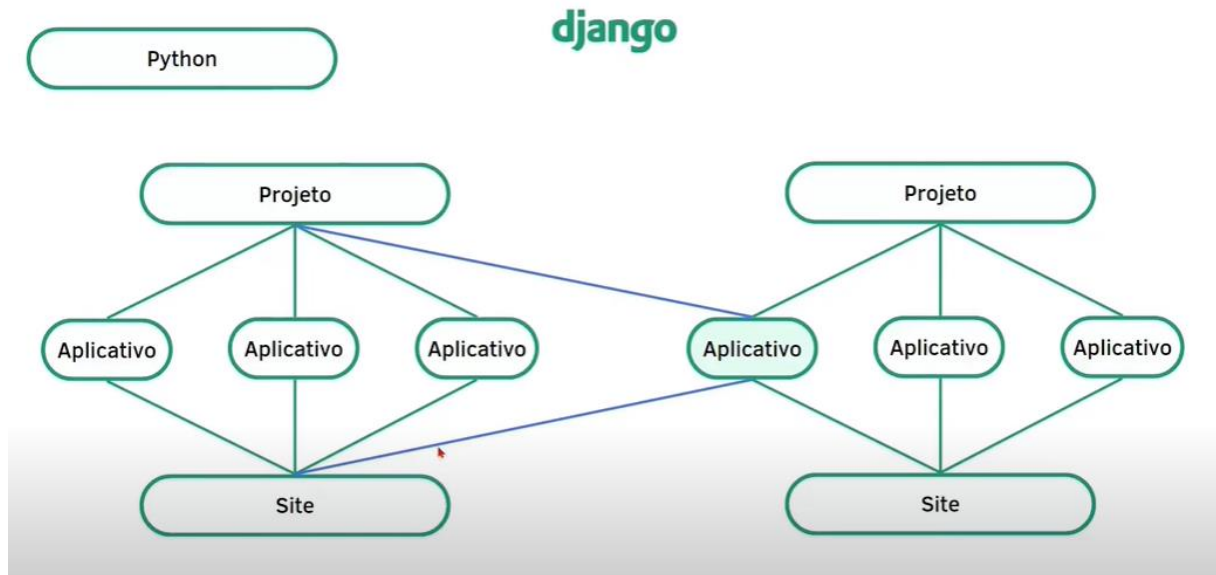 django
Python
Projeto
Projeto
Aplicativo
Aplicativo
Aplicativo
Aplicativo
Aplicativo
Aplicativo
Site
Site